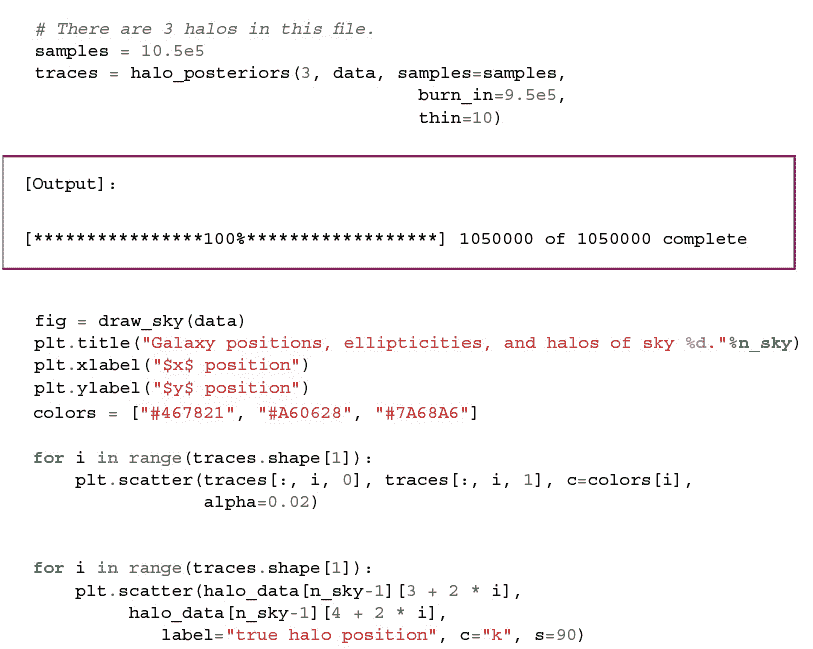 # There are 3 halos in this file.
samples = 10.5e5
traces = halo_posteriors(3, data, samples=samples,
                                    burn_in=9.5e5,
                                    thin=10)
[Output]:
[****************100%******************] 1050000 of 1050000 complete
fig = draw_sky(data)
plt.title("Galaxy positions, ellipticities, and halos of sky %d."%n_sky)
plt.xlabel("$x$ position")
plt.ylabel("$y$ position")
colors = ["#467821", "#A60628", "#7A68A6"]
for i in range(traces.shape[1]):
    plt.scatter(traces[:, i, 0], traces[:, i, 1], c=colors[i],
                alpha=0.02)
for i in range(traces.shape[1]):
    plt.scatter(halo_data[n_sky-1][3 + 2 * i],
         halo_data[n_sky-1][4 + 2 * i],
            label="true halo position", c="k", s=90)